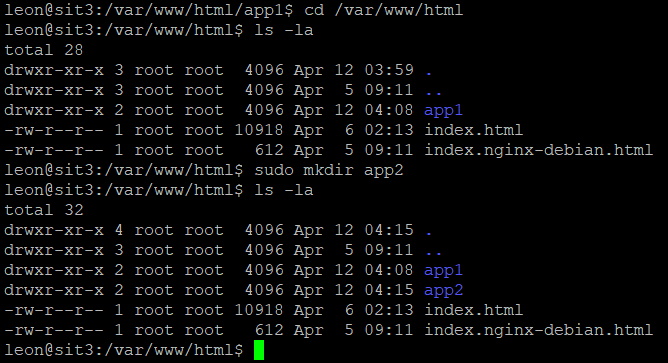 leon@sit3:/var/www/html/app1$ cd /var/www/html
leon@sit3:/var/www/html$ ls -la
total 28
drwxr-xr-x 3 root root  4096 Apr 12 03:59 .
drwxr-xr-x 3 root root  4096 Apr  5 09:11 ..
drwxr-xr-x 2 root root  4096 Apr 12 04:08 app1
-rw-r--r-- 1 root root 10918 Apr  6 02:13 index.html
-rw-r--r-- 1 root root   612 Apr  5 09:11 index.nginx-debian.html
leon@sit3:/var/www/html$ sudo mkdir app2
leon@sit3:/var/www/html$ ls -la
total 32
drwxr-xr-x 4 root root  4096 Apr 12 04:15 .
drwxr-xr-x 3 root root  4096 Apr  5 09:11 ..
drwxr-xr-x 2 root root  4096 Apr 12 04:08 app1
drwxr-xr-x 2 root root  4096 Apr 12 04:15 app2
-rw-r--r-- 1 root root 10918 Apr  6 02:13 index.html
-rw-r--r-- 1 root root   612 Apr  5 09:11 index.nginx-debian.html
leon@sit3:/var/www/html$